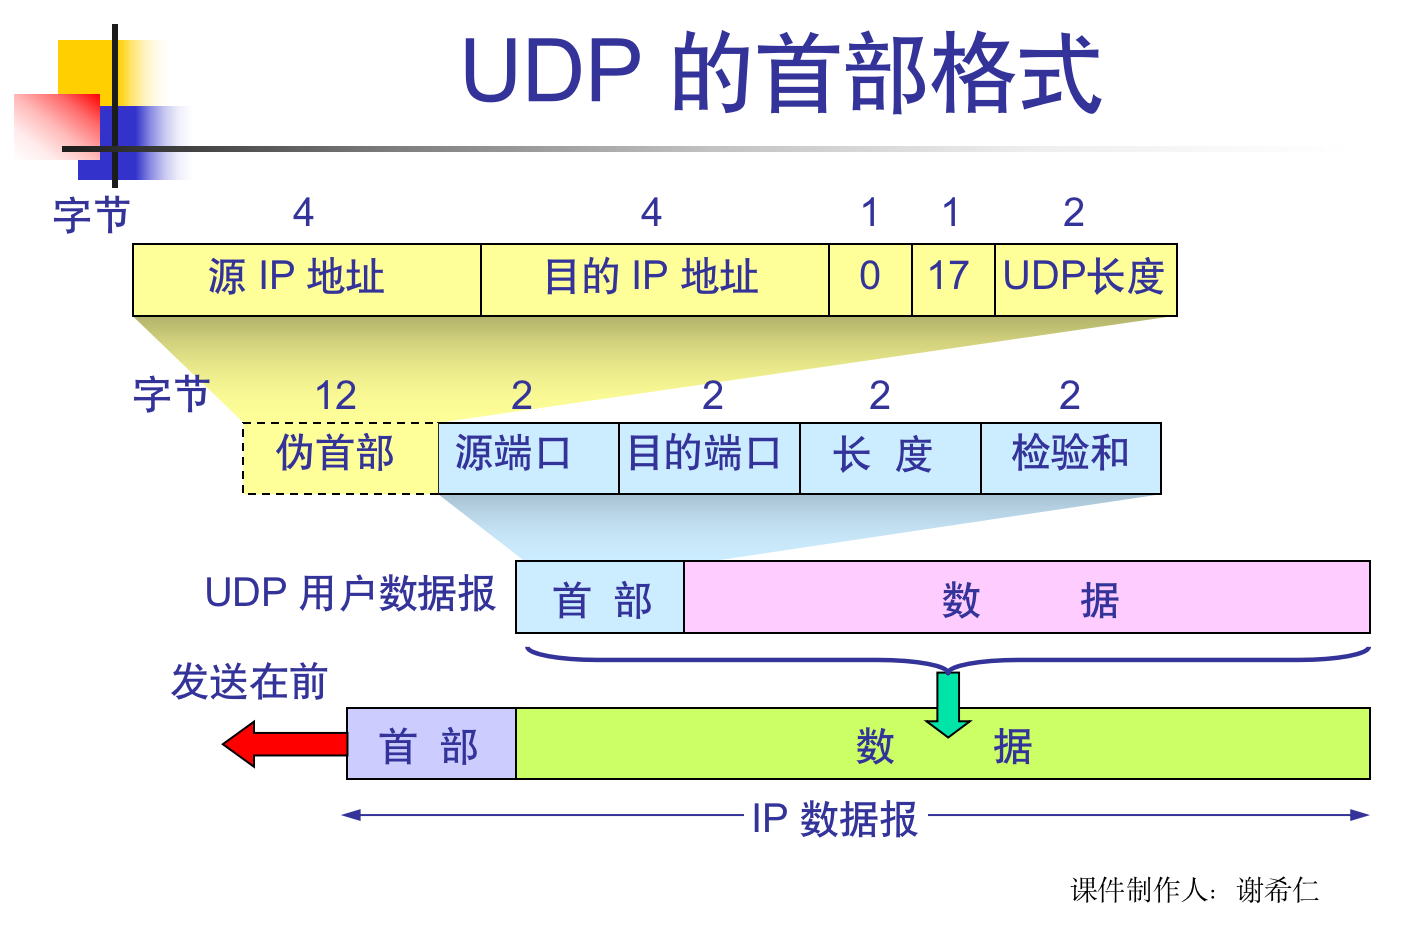 UDP 的首部格式
字节 4 4 1 1 2
源 IP 地址 目的 IP 地址 0 17 UDP长度
字节 12 2 2 2 2
伪首部 源端口 目的端口 长 度 检验和
UDP 用户数据报 首 部 数 据
发送在前
首 部 数 据
IP 数据报
课件制作人：谢希仁